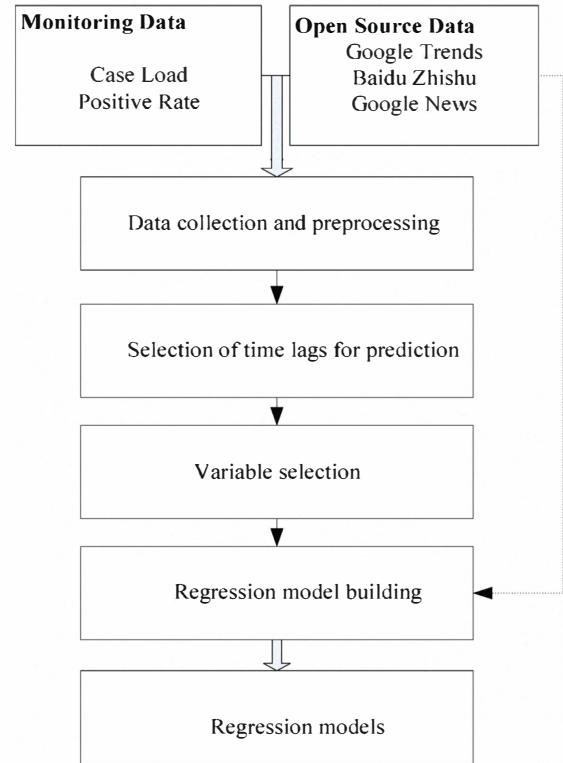 Monitoring Data
Case Load
Positive Rate
Open Source Data
Google Trends
Baidu Zhishu
Google News
Data collection and preprocessing
Selection of time lags for prediction
Variable selection
Regression model building
Regression models